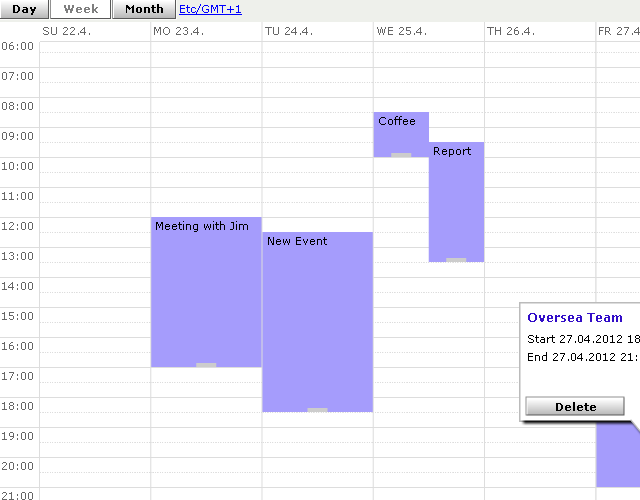 Day Week Month Etc/GMT+1
SU 22.4. MO 23.4. TU 24.4. WE 25.4. TH 26.4. FR 27.4
06:00
07:00
08:00
Coffee
09:00
Report
10:00
11:00
12:00
Meeting with Jim
New Event
13:00
14:00
15:00
Oversea Team
16:00
Start 27.04.2012 18
End 27.04.2012 21:
17:00
18:00
Delete
19:00
20:00
21:00